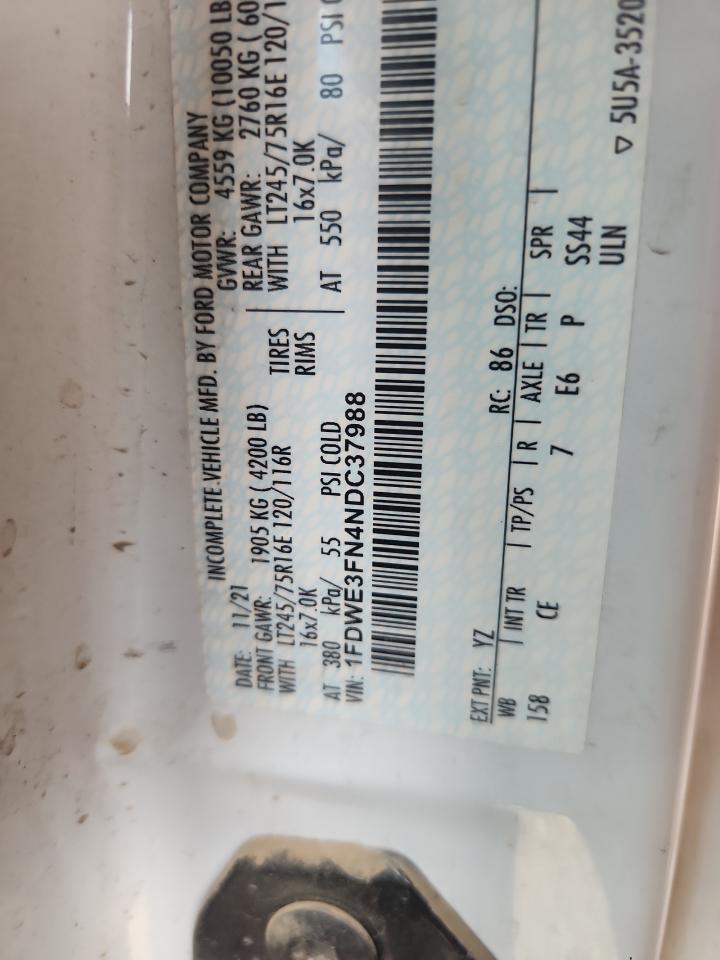 INCOMPLETE VEHICLE MFD. BY FORD MOTOR COMPANY
DATE: 11/21 GVWR: 4559 KG (10050 LB
FRONT GAWR: 1905 KG ( 4200 LB) REAR GAWR: 2760 KG ( 60
WITH LT245/75R16E 120/116R TIRES WITH LT245/75R16E 120/1
16x7.0K RIMS 16x7.0K
AT 380 kPa/ 55 PSI COLD AT 550 kPa/ 80 PSI C
VIN: 1FDWE3FN4NDC37988
EXT PNT: YZ RC: 86 DSO:
WB | INT TR | TP/PS | R | AXLE | TR | SPR |
158 CE 7 E6 P SS44
ULN
▽ 5U5A-3520